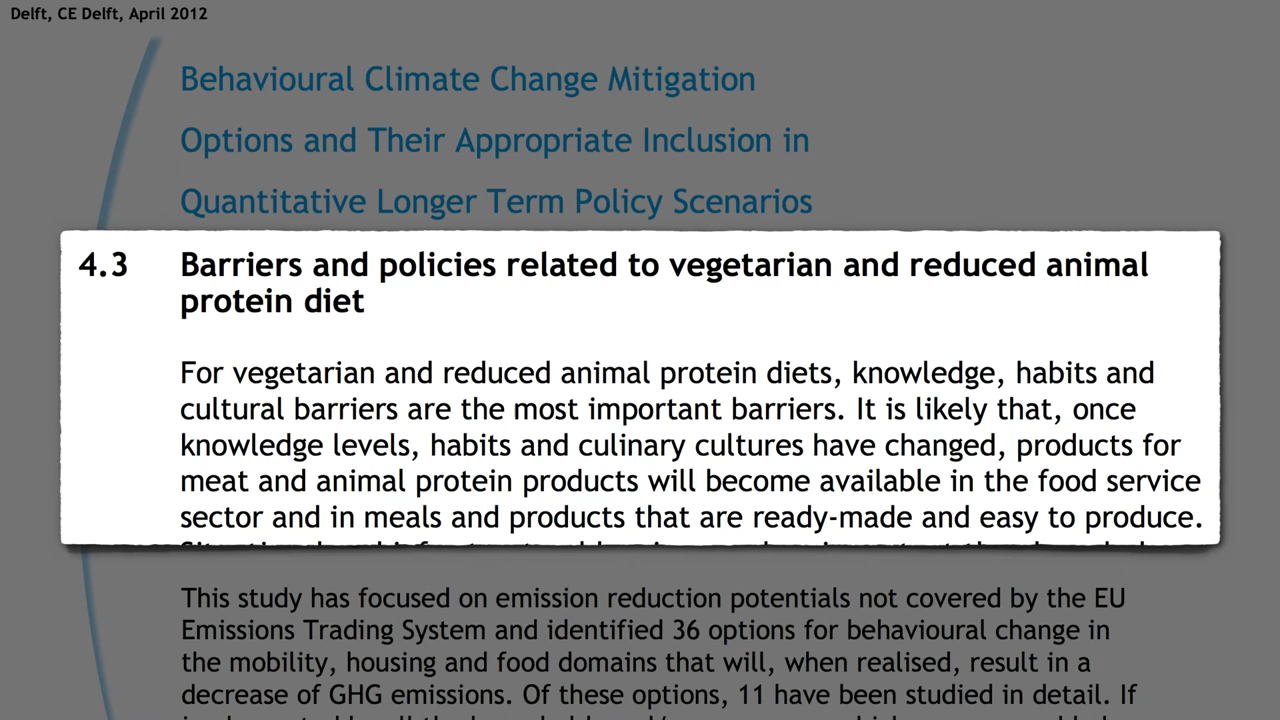 Delft, CE Delft, April 2012
Behavioural Climate Change Mitigation
Options and Their Appropriate Inclusion in
Quantitative Longer Term Policy Scenarios
4.3 Barriers and policies related to vegetarian and reduced animal
protein diet
For vegetarian and reduced animal protein diets, knowledge, habits and
cultural barriers are the most important barriers. It is likely that, once
knowledge levels, habits and culinary cultures have changed, products for
meat and animal protein products will become available in the food service
sector and in meals and products that are ready-made and easy to produce.
This study has focused on emission reduction potentials not covered by the EU
Emissions Trading System and identified 36 options for behavioural change in
the mobility, housing and food domains that will, when realised, result in a
decrease of GHG emissions. Of these options, 11 have been studied in detail. If